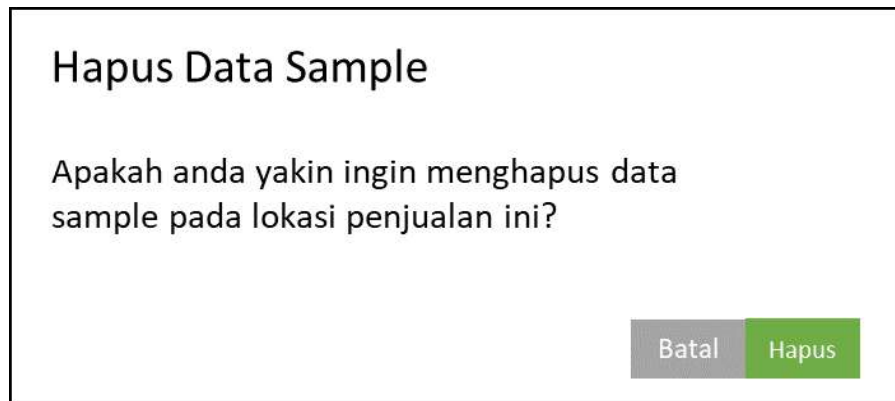 Hapus Data Sample
Apakah anda yakin ingin menghapus data
sample pada lokasi penjualan ini?
Batal Hapus